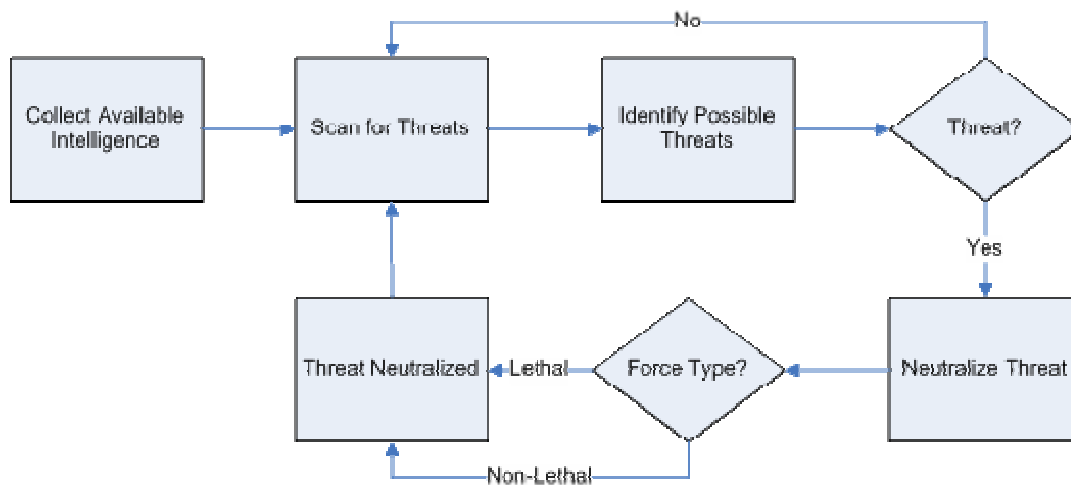 No
Collect Available
Intelligence
Scan for Threats
Identify Possible
Threats
Threat?
Yes
Threat Neutralized
Lethal
Force Type?
Neutralize Threat
Non-Lethal